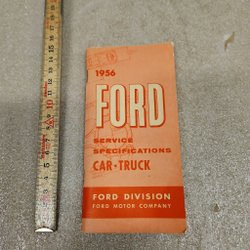 1956
FORD
SERVICE
SPECIFICATIONS
CAR • TRUCK
FORD DIVISION
FORD MOTOR COMPANY